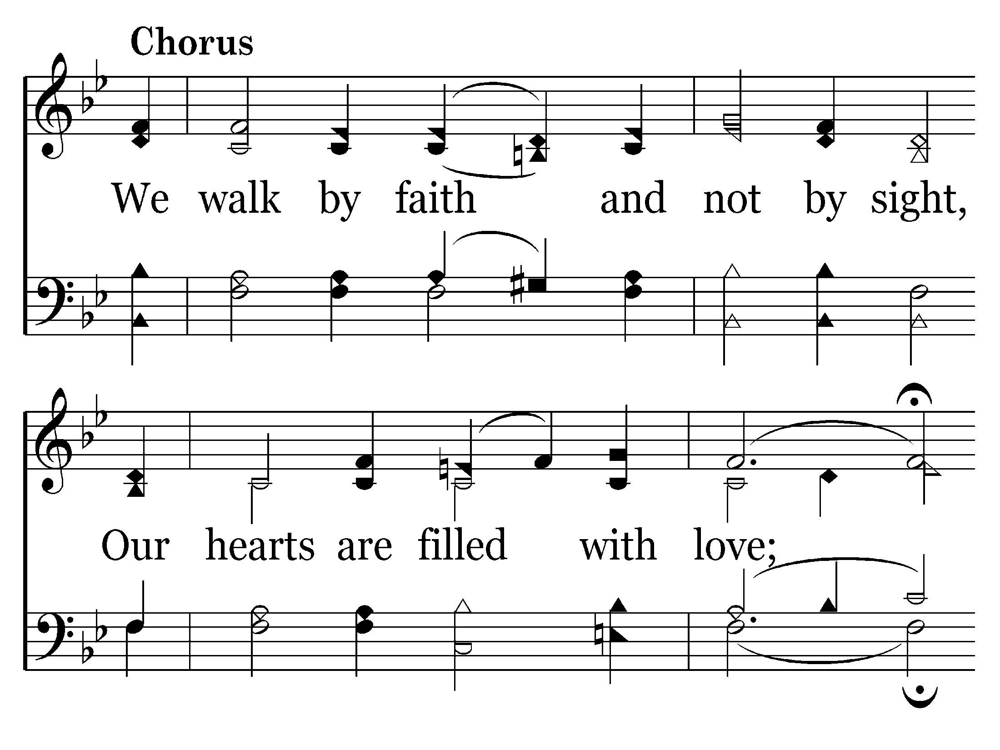 Chorus
We walk by faith and not by sight,
Our hearts are filled with love;